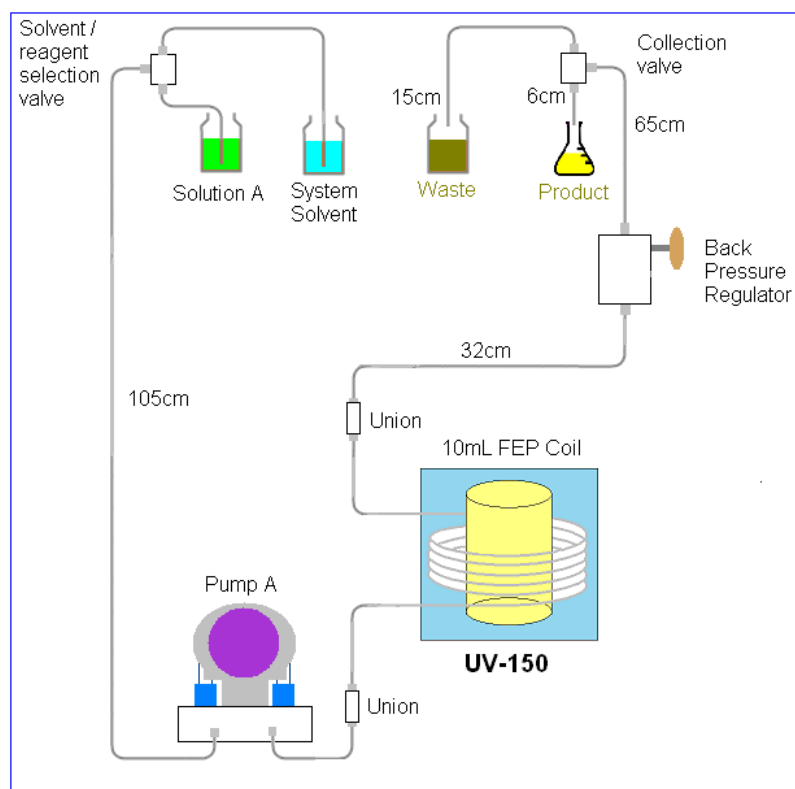 Solvent /
reagent
selection
valve
Collection
valve
15cm
6cm
65cm
Solution A
System
Solvent
Waste
Product
Back
Pressure
Regulator
32cm
105cm
Union
10mL FEP Coil
Pump A
UV-150
Union